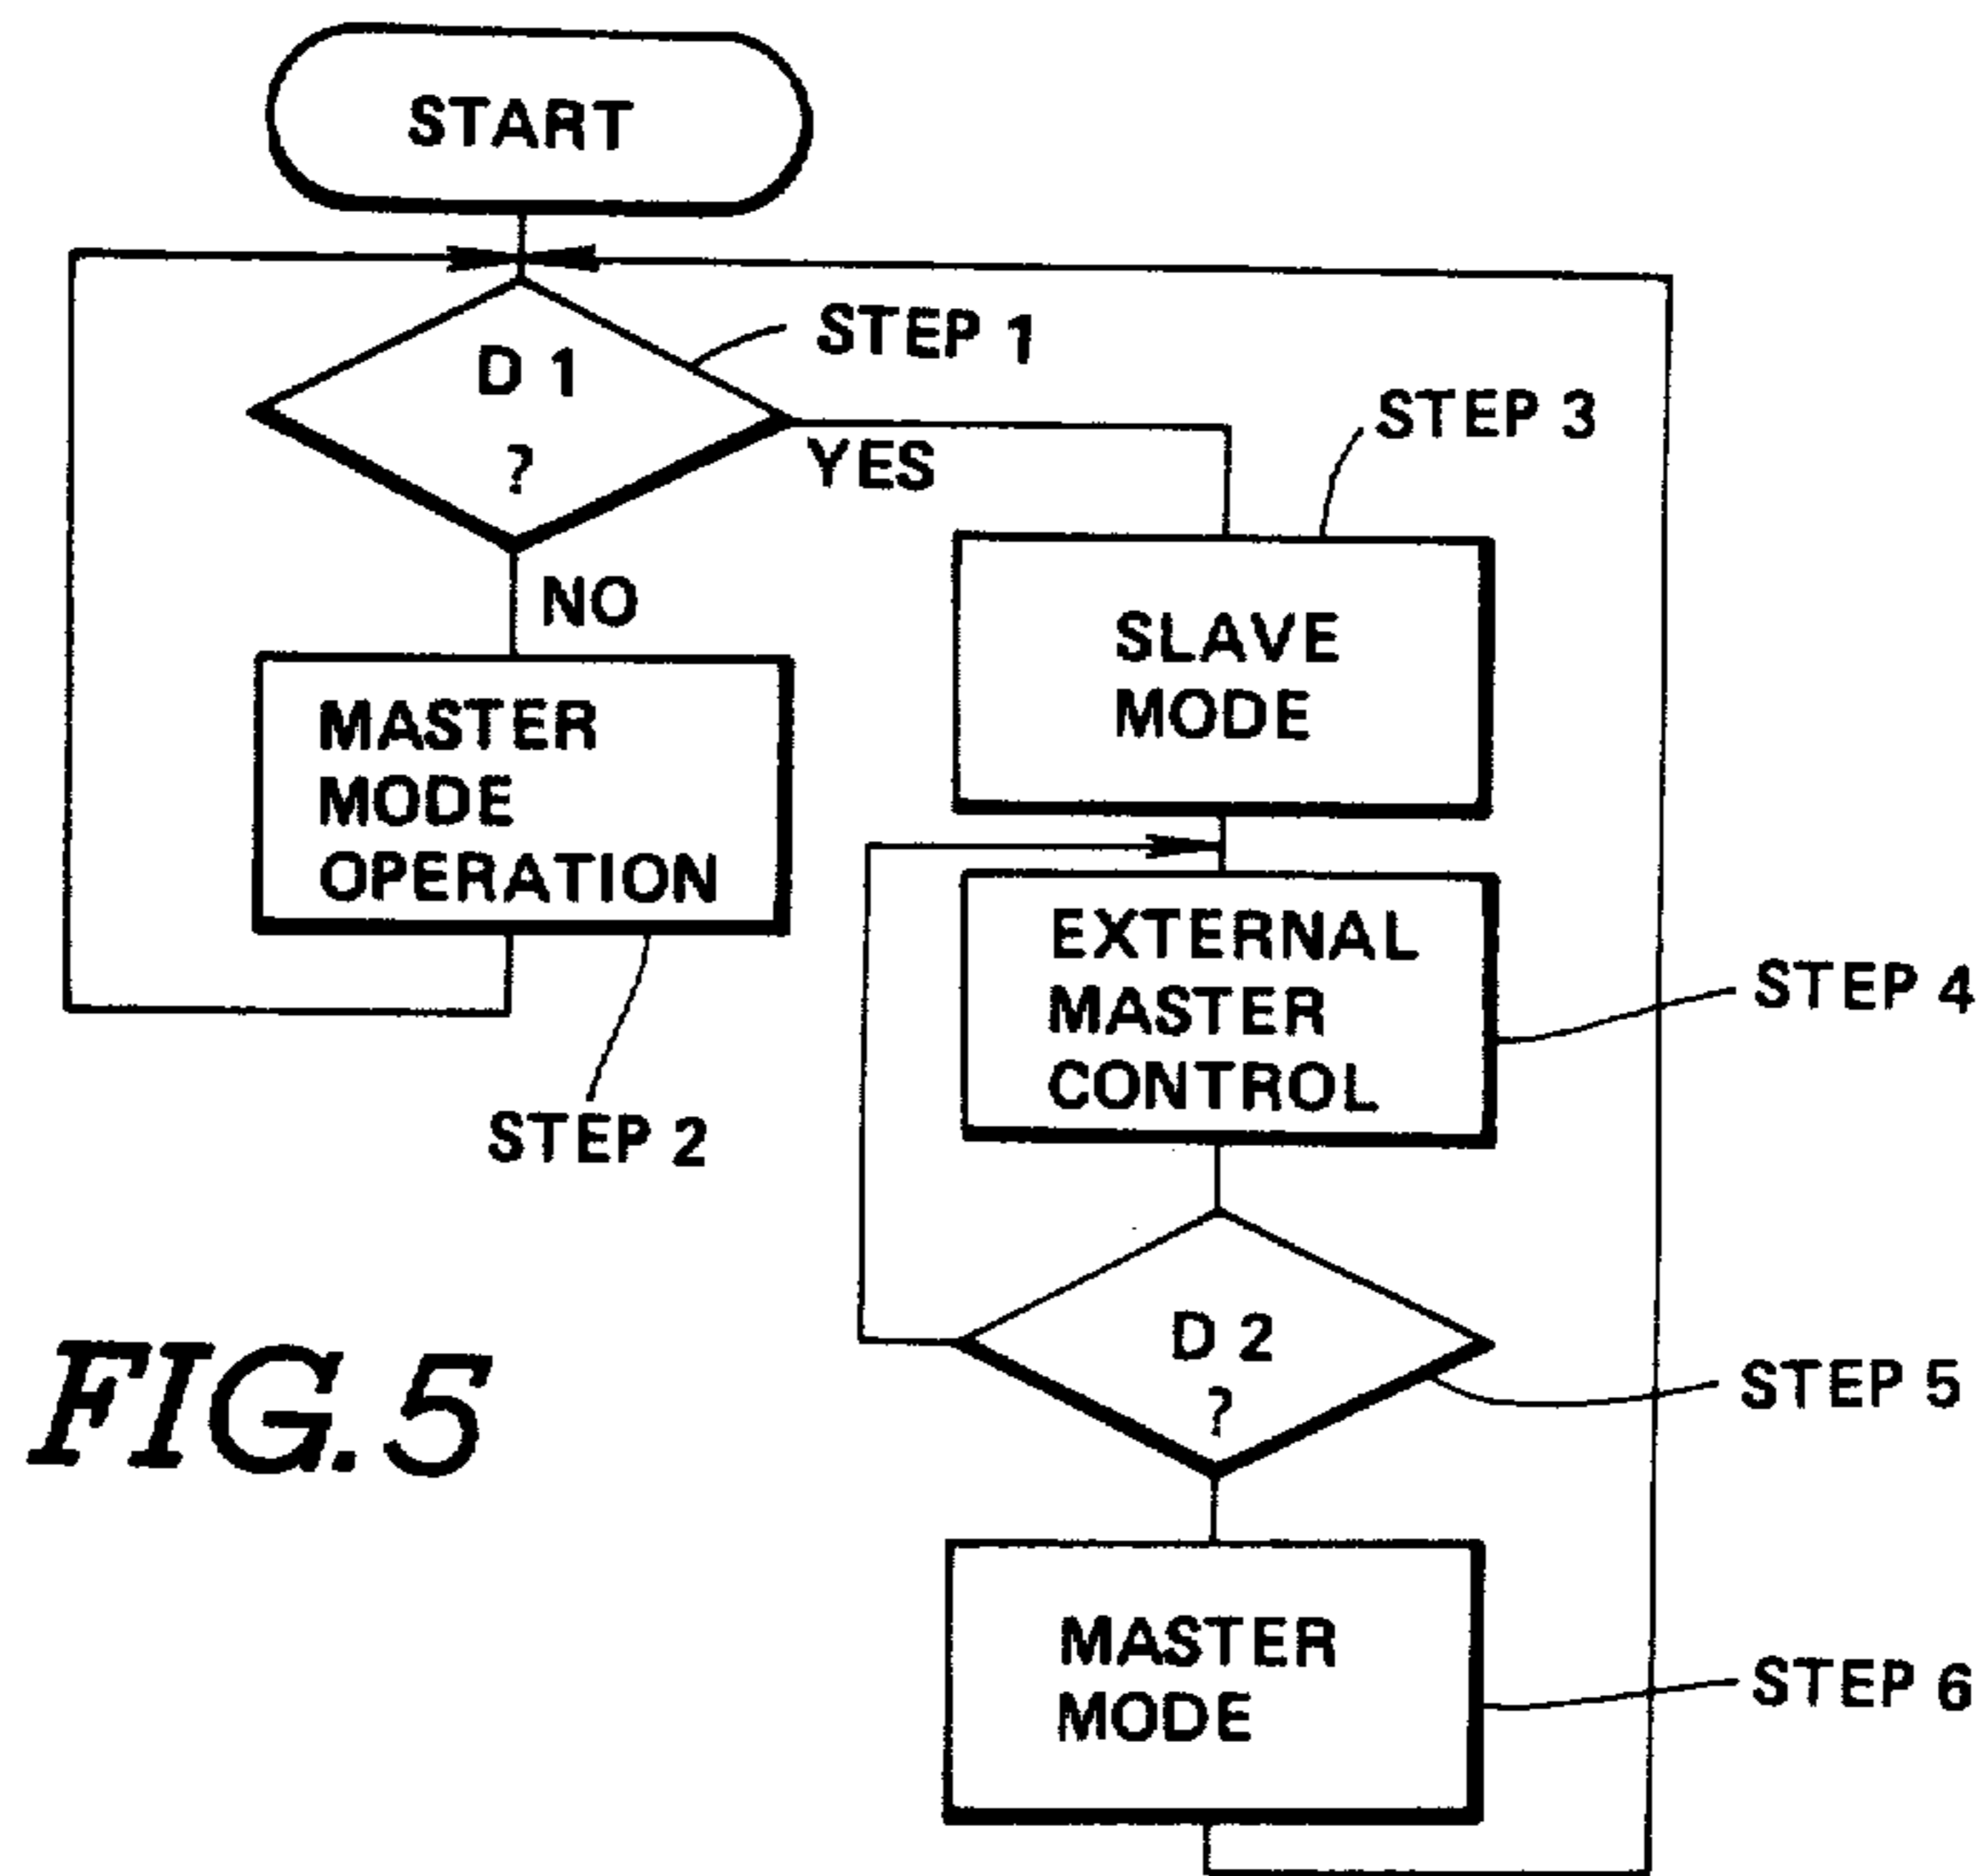 START
D 1
?
STEP 1
YES
NO
STEP 3
SLAVE
MODE
MASTER
MODE
OPERATION
STEP 2
EXTERNAL
MASTER
CONTROL
STEP 4
D 2
?
STEP 5
FIG. 5
MASTER
MODE
STEP 6